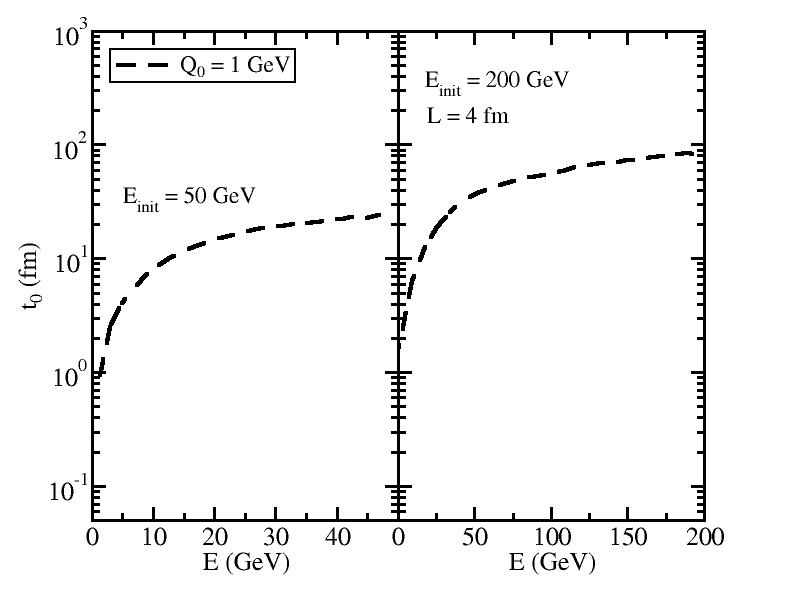 10^3
10^2
10^1
10^0
10^-1
t_0 (fm)
Q_0 = 1 GeV
E_init = 50 GeV
E_init = 200 GeV
L = 4 fm
0 10 20 30 40
0 50 100 150 200
E (GeV)
E (GeV)